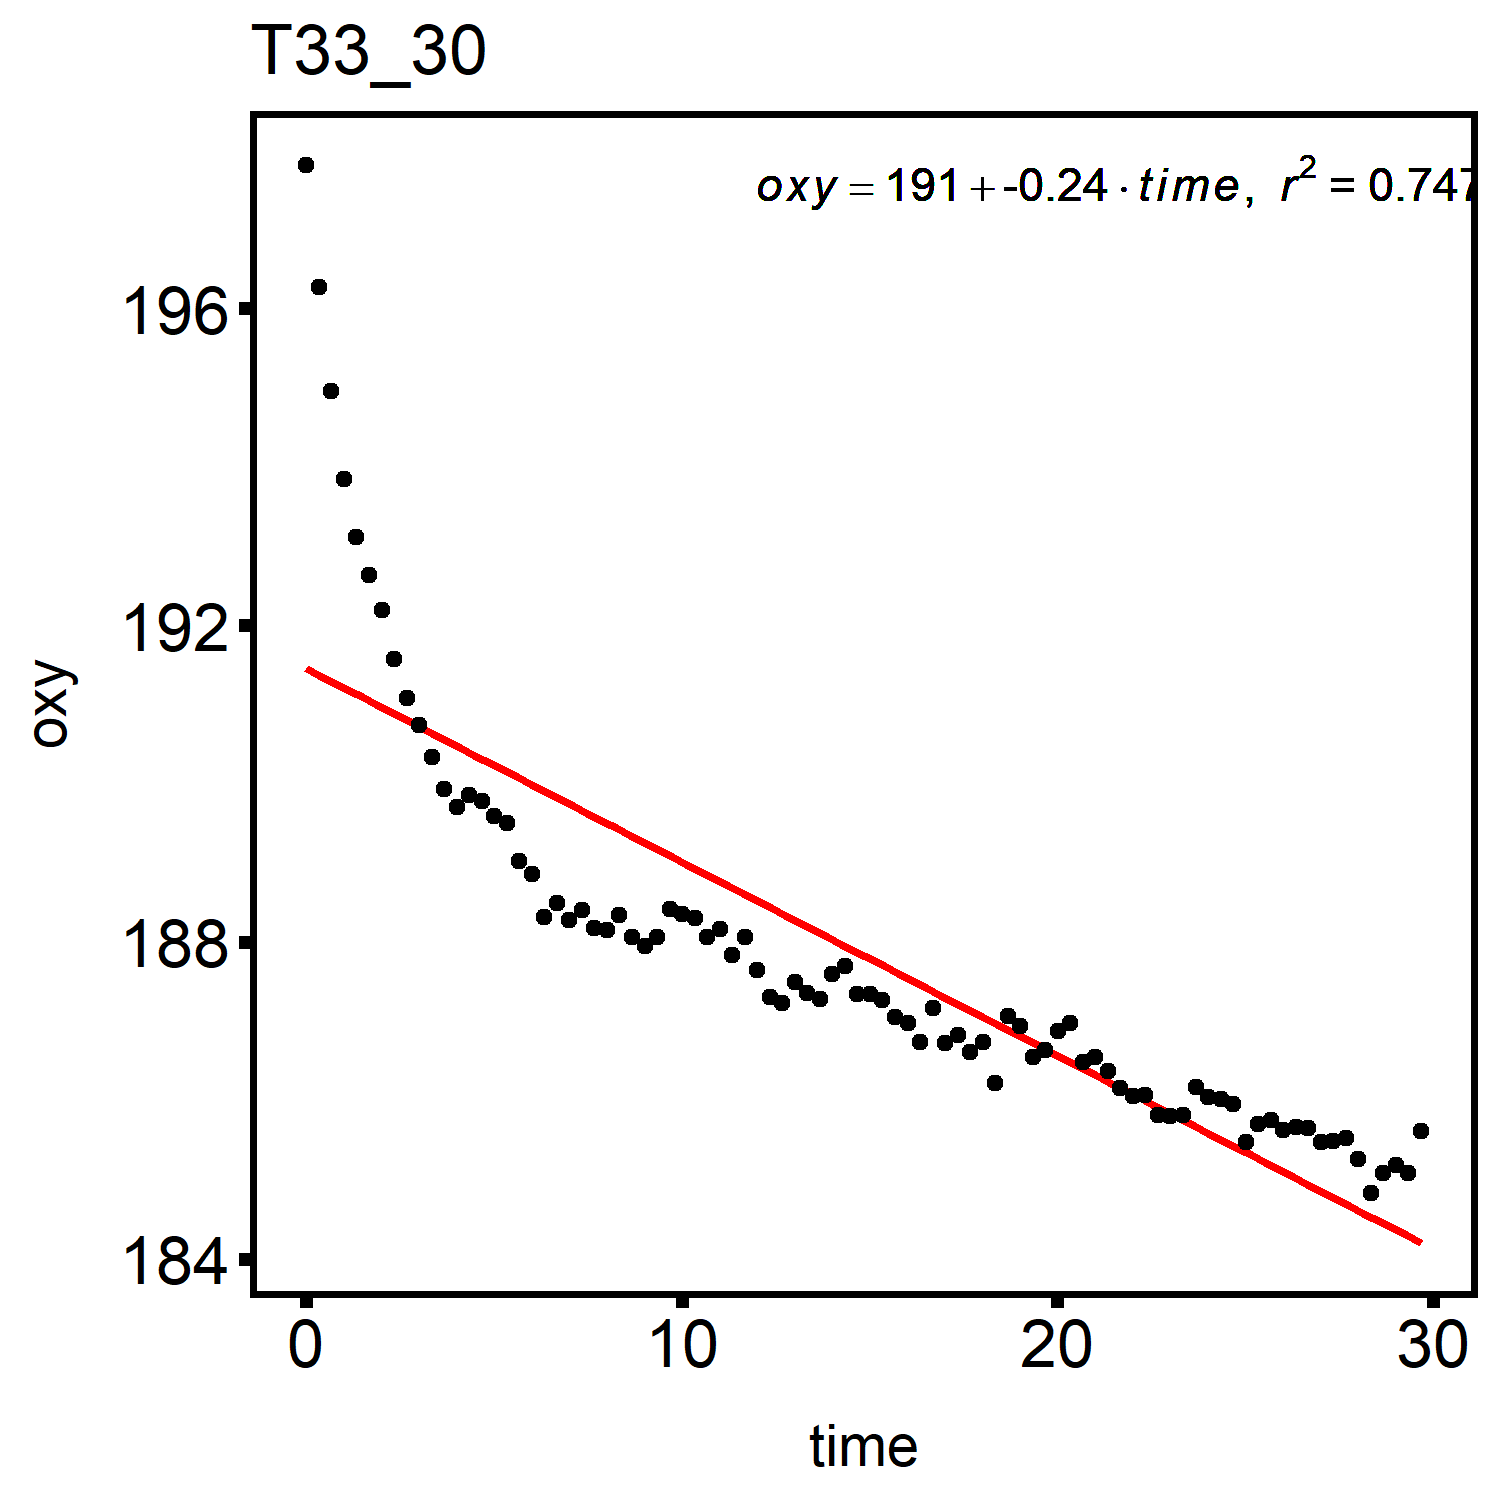 T33_30
oxy = 191 + -0.24 · time, r² = 0.747
196
192
188
184
oxy
0 10 20 30
time